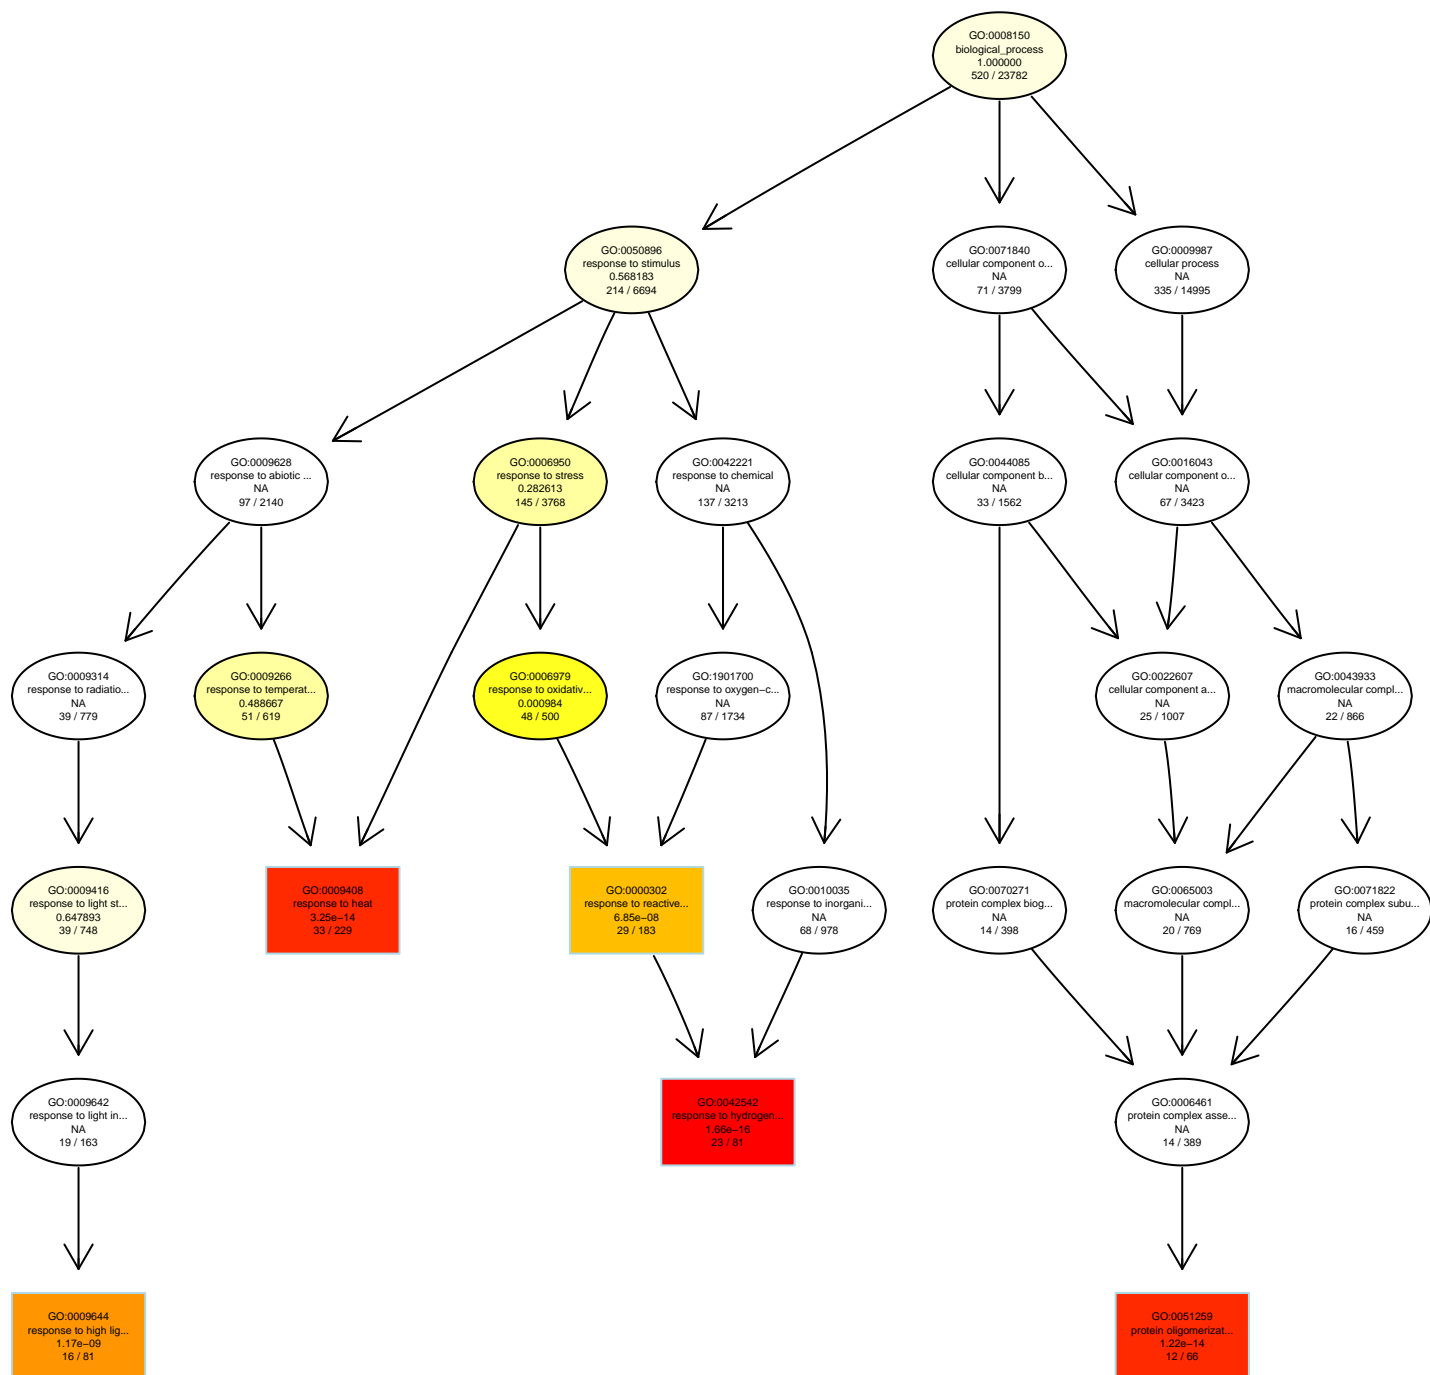 GO:0008150
biological_process
1.000000
520 / 23782
GO:0050896
response to stimulus
0.568183
214 / 6694
GO:0071840
cellular component o...
NA
71 / 3799
GO:0009987
cellular process
NA
335 / 14995
GO:0009628
response to abiotic ...
NA
97 / 2140
GO:0006950
response to stress
0.282613
145 / 3768
GO:0042221
response to chemical
NA
137 / 3213
GO:0044085
cellular component b...
NA
33 / 1562
GO:0016043
cellular component o...
NA
67 / 3423
GO:0009314
response to radiatio...
NA
39 / 779
GO:0009266
response to temperat...
0.488667
51 / 619
GO:0006979
response to oxidativ...
0.000984
48 / 500
GO:1901700
response to oxygen−c...
NA
87 / 1734
GO:0022607
cellular component a...
NA
25 / 1007
GO:0043933
macromolecular compl...
NA
22 / 866
GO:0009416
response to light st...
0.647893
39 / 748
GO:0009408
response to heat
3.25e−14
33 / 229
GO:0000302
response to reactive...
6.85e−08
29 / 183
GO:0010035
response to inorgani...
NA
68 / 978
GO:0070271
protein complex biog...
NA
14 / 398
GO:0065003
macromolecular compl...
NA
20 / 769
GO:0071822
protein complex subu...
NA
16 / 459
GO:0009642
response to light in...
NA
19 / 163
GO:0042542
response to hydrogen...
1.66e−16
23 / 81
GO:0006461
protein complex asse...
NA
14 / 389
GO:0009644
response to high lig...
1.17e−09
16 / 81
GO:0051259
protein oligomerizat...
1.22e−14
12 / 66